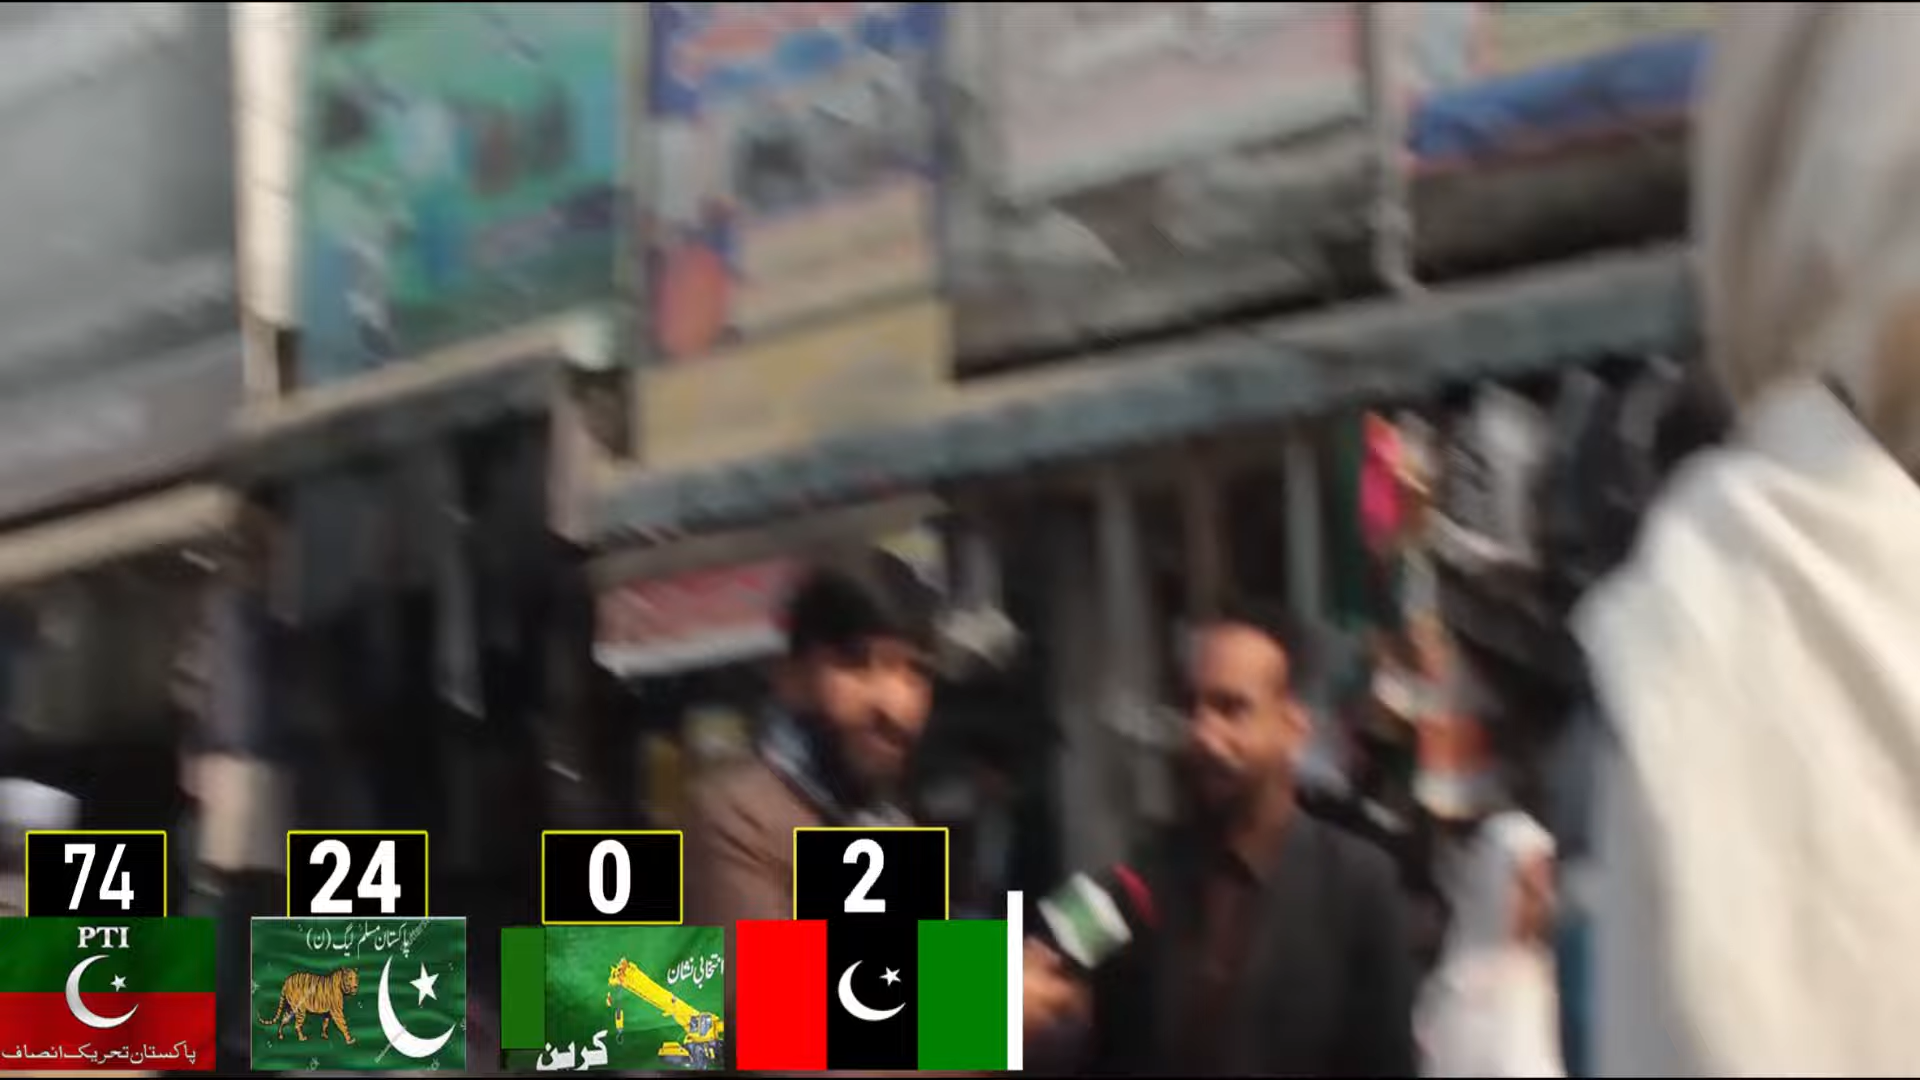 74
24
0
2
PTI
پاکستان تحریک انصاف
پاکستان مسلم لیگ (ن)
انتخابی نشان
کرین